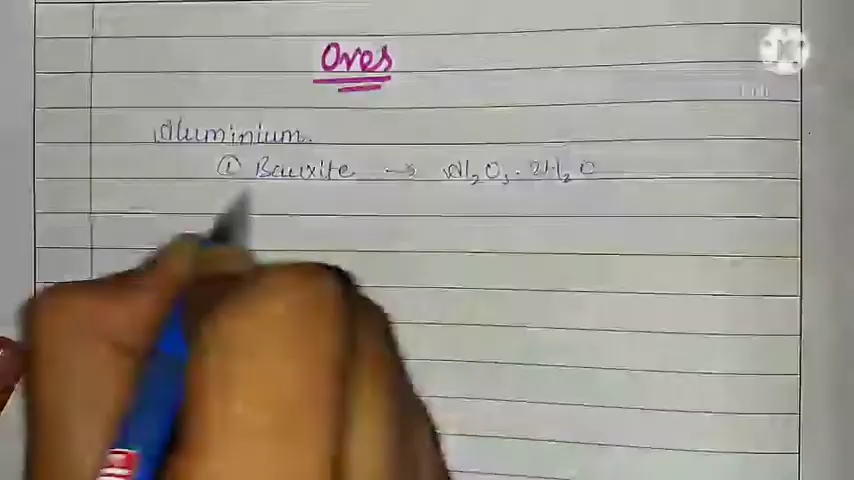 Ores
Aluminium.
① Bauxite → Al₂O₃·2H₂O